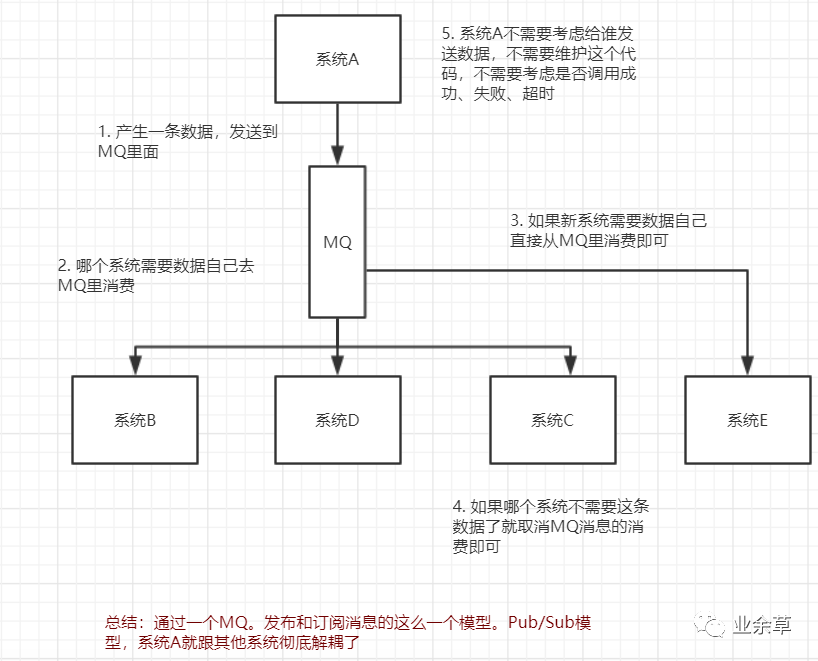 系统A
5. 系统A不需要考虑给谁发
送数据，不需要维护这个代
码，不需要考虑是否调用成
功、失败、超时
1. 产生一条数据，发送到
MQ里面
MQ
3. 如果新系统需要数据自己
直接从MQ里消费即可
2. 哪个系统需要数据自己去
MQ里消费
系统B
系统D
系统C
系统E
4. 如果哪个系统不需要这条
数据了就取消MQ消息的消
费即可
总结：通过一个MQ。发布和订阅消息的这么一个模型。Pub/Sub模
型，系统A就跟其他系统彻底解耦了
业余草